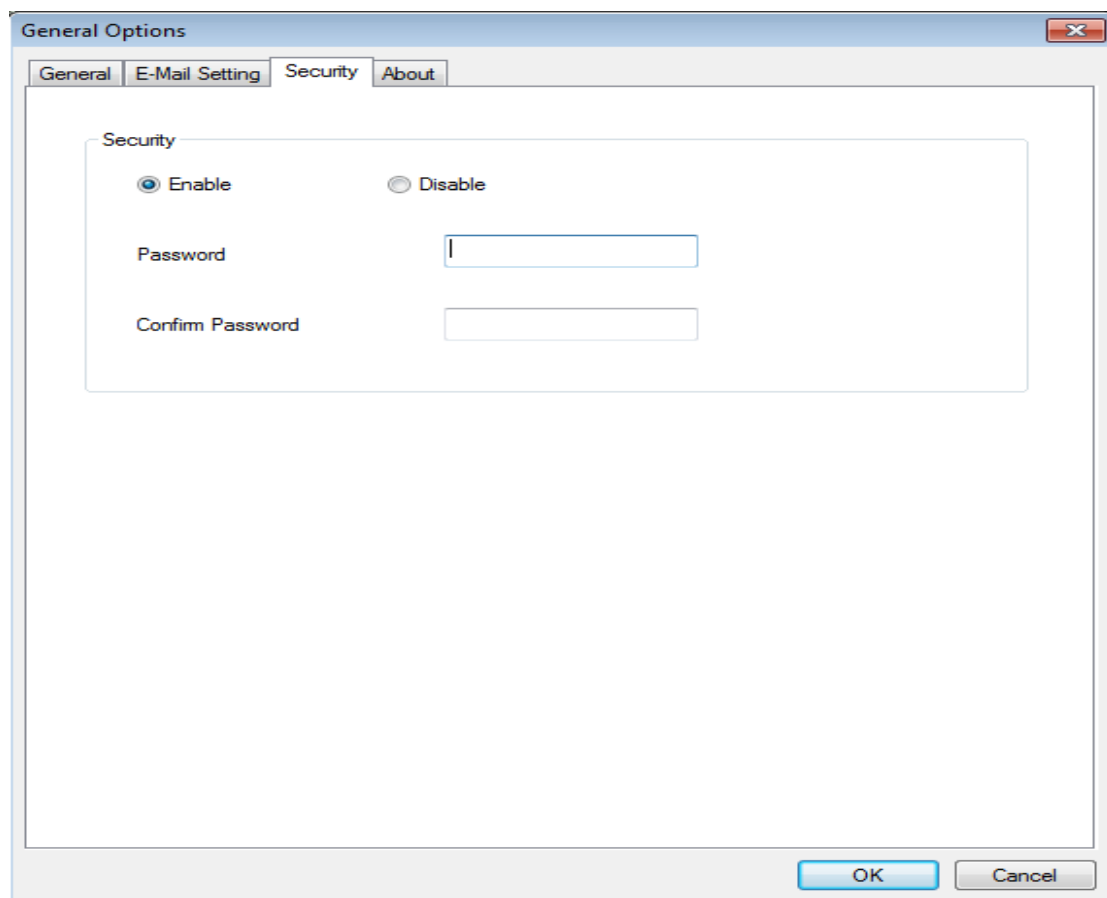 General Options
General E-Mail Setting Security About
Security
Enable Disable
Password
Confirm Password
OK Cancel